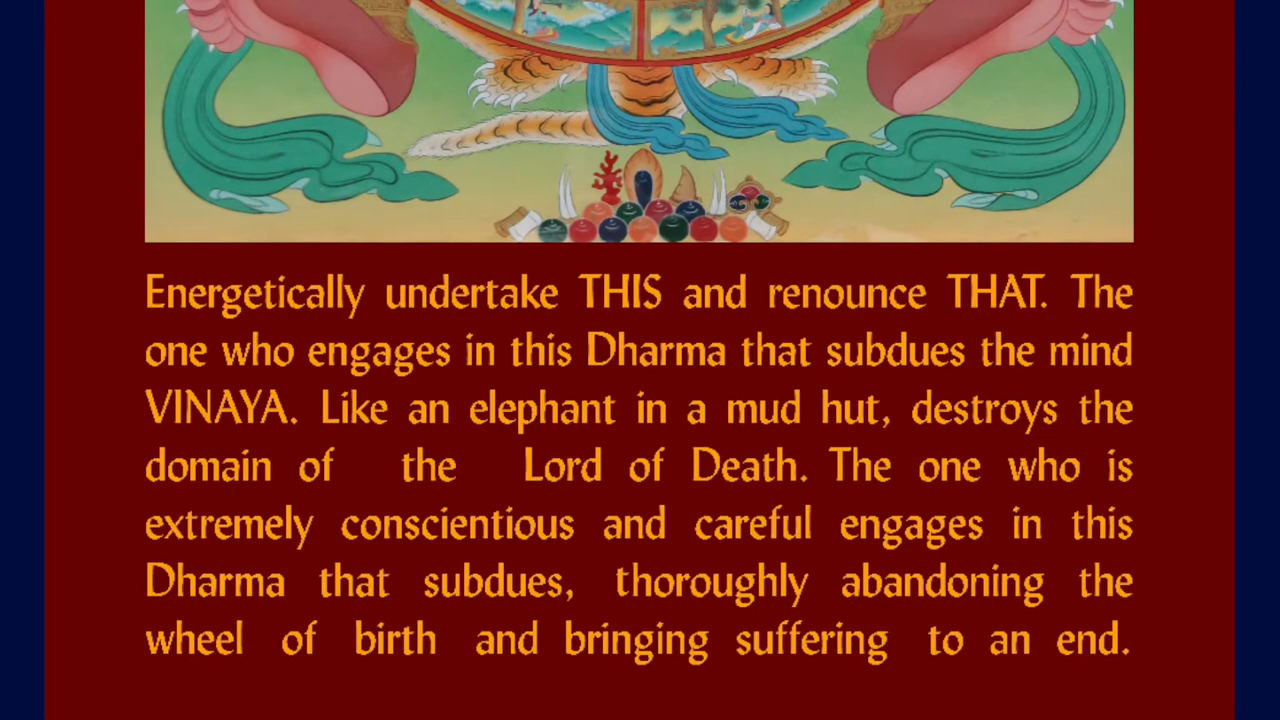 Energetically undertake THIS and renounce THAT. The
one who engages in this Dharma that subdues the mind
VINAYA. Like an elephant in a mud hut, destroys the
domain of the Lord of Death. The one who is
extremely conscientious and careful engages in this
Dharma that subdues, thoroughly abandoning the
wheel of birth and bringing suffering to an end.